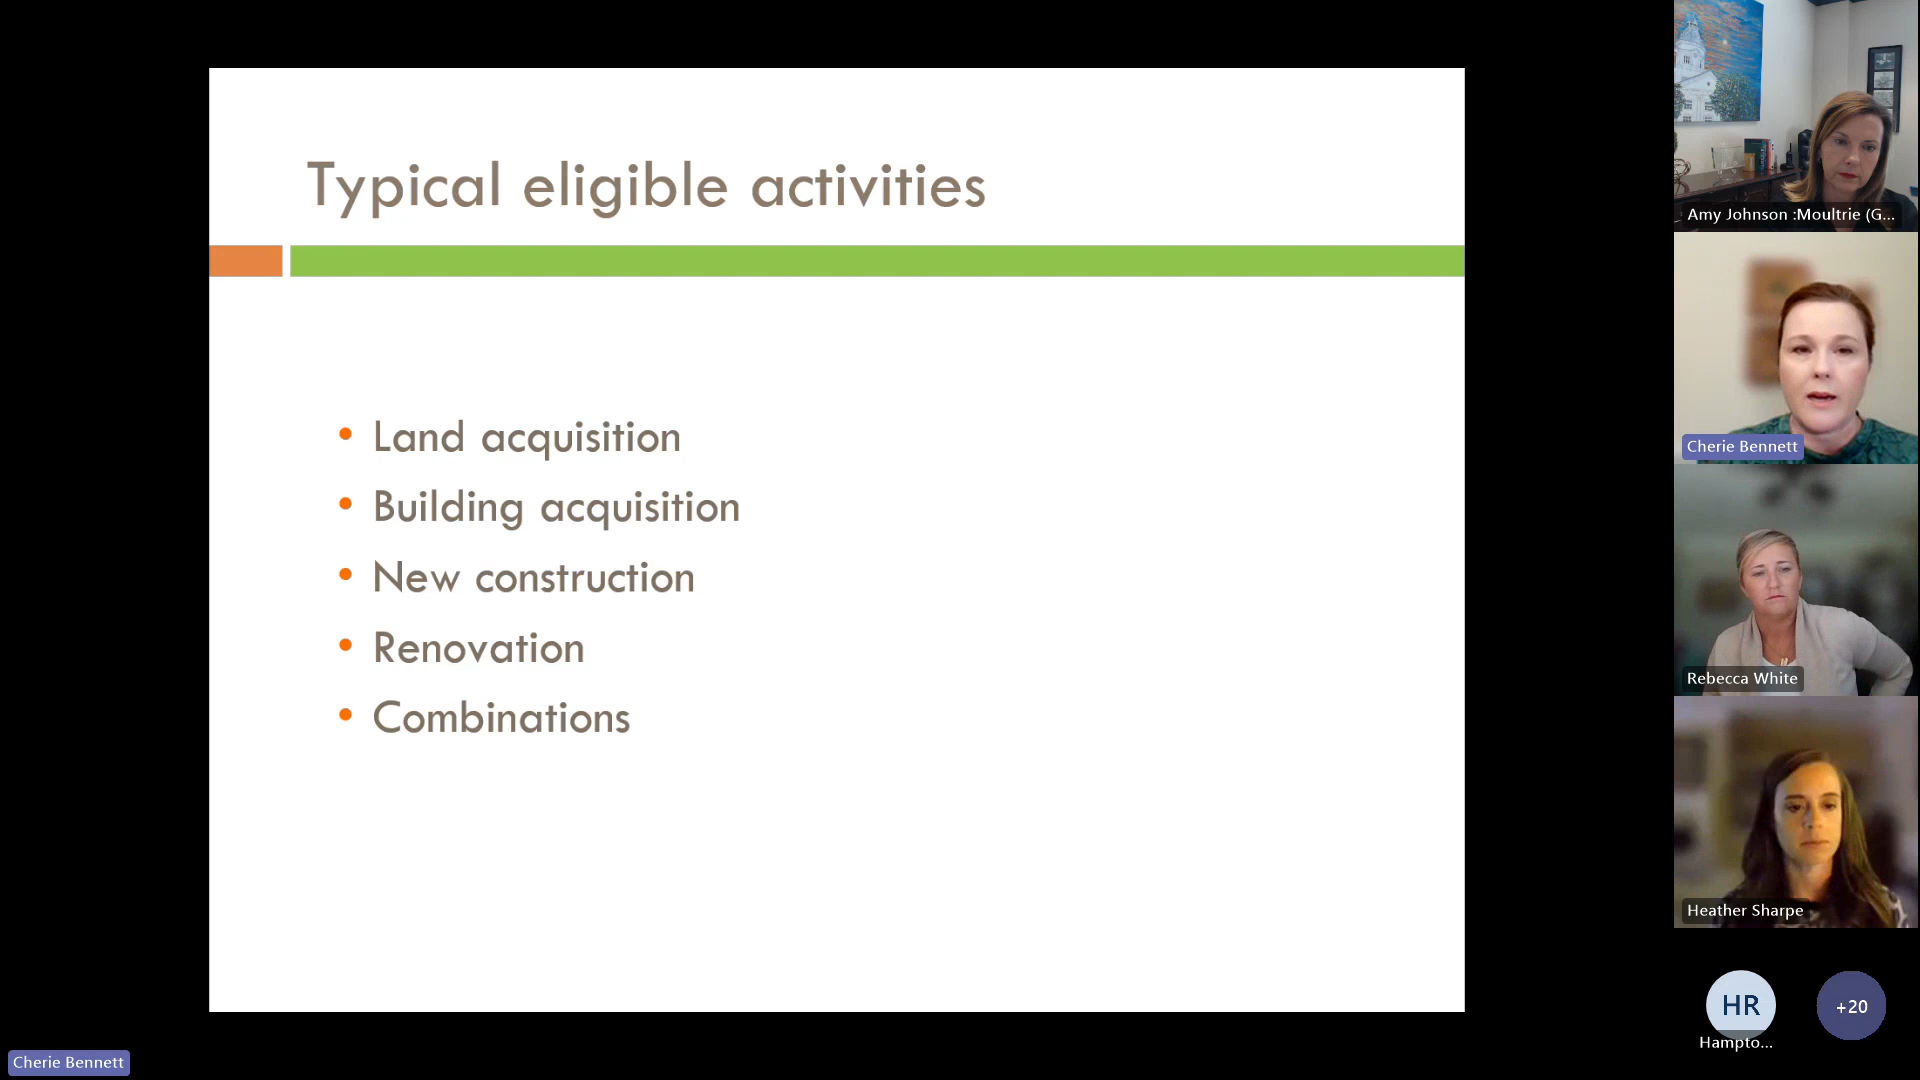 Typical eligible activities
• Land acquisition
• Building acquisition
• New construction
• Renovation
• Combinations
Amy Johnson :Moultrie (G...
Cherie Bennett
Rebecca White
Heather Sharpe
HR
Hampto...
+20
Cherie Bennett